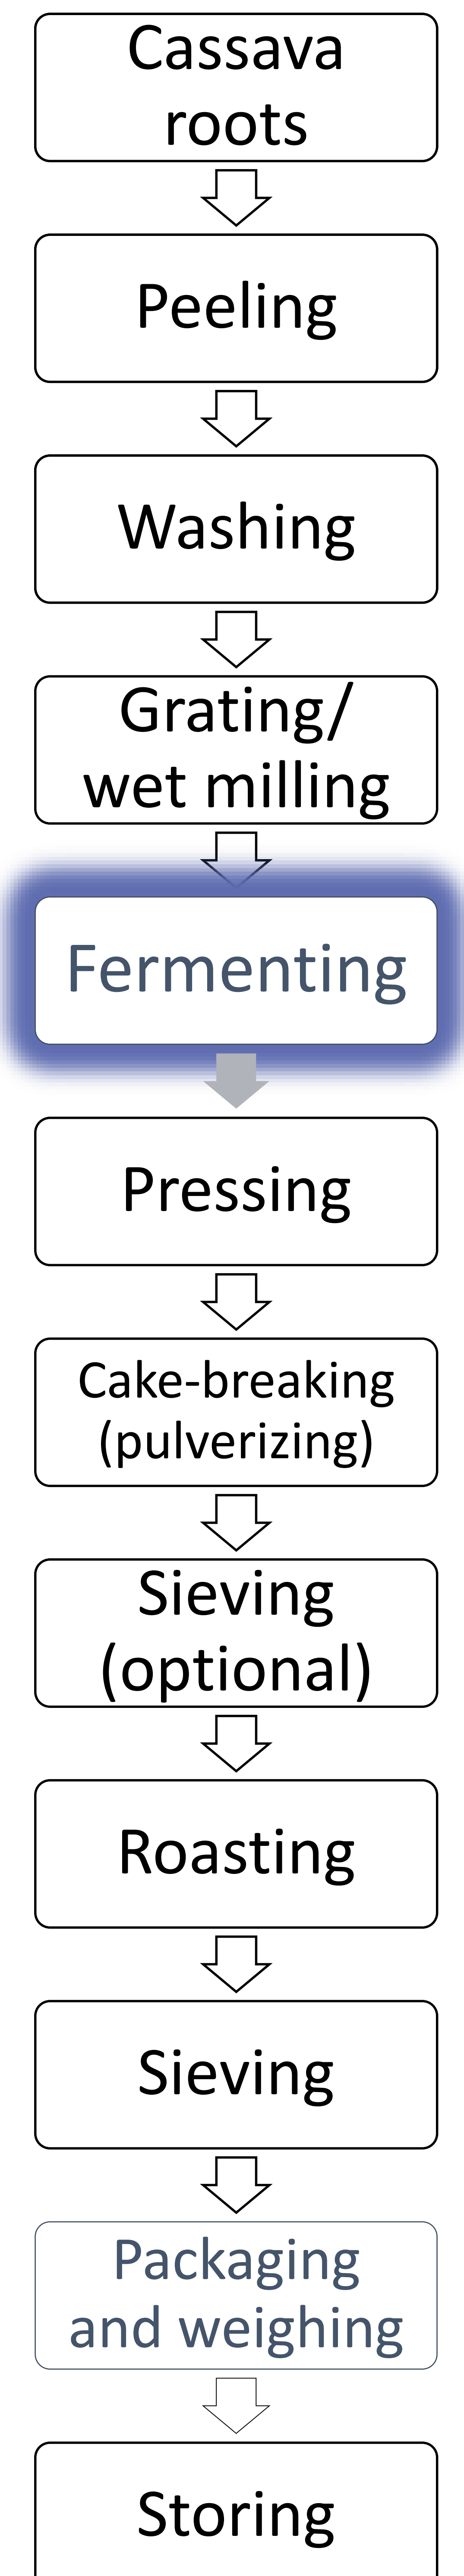 Cassava
roots
Peeling
Washing
Grating/
wet milling
Fermenting
Pressing
Cake-breaking
(pulverizing)
Sieving
(optional)
Roasting
Sieving
Packaging
and weighing
Storing